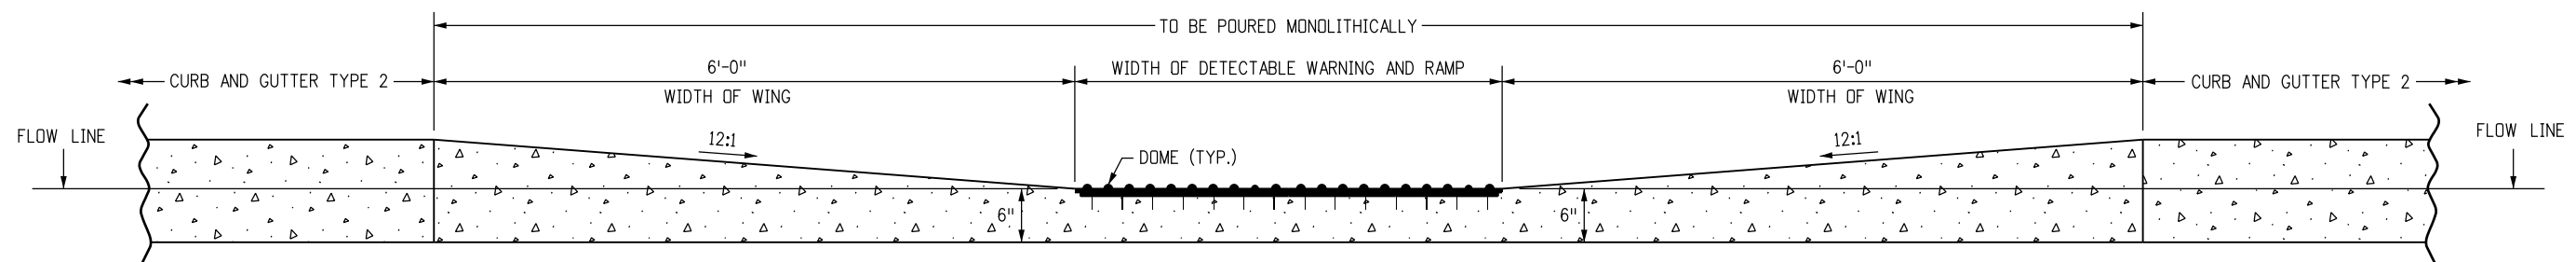 TO BE POURED MONOLITHICALLY
CURB AND GUTTER TYPE 2
6'-0"
WIDTH OF WING
WIDTH OF DETECTABLE WARNING AND RAMP
6'-0"
WIDTH OF WING
CURB AND GUTTER TYPE 2
FLOW LINE
12:1
DOME (TYP.)
12:1
FLOW LINE
6"
6"